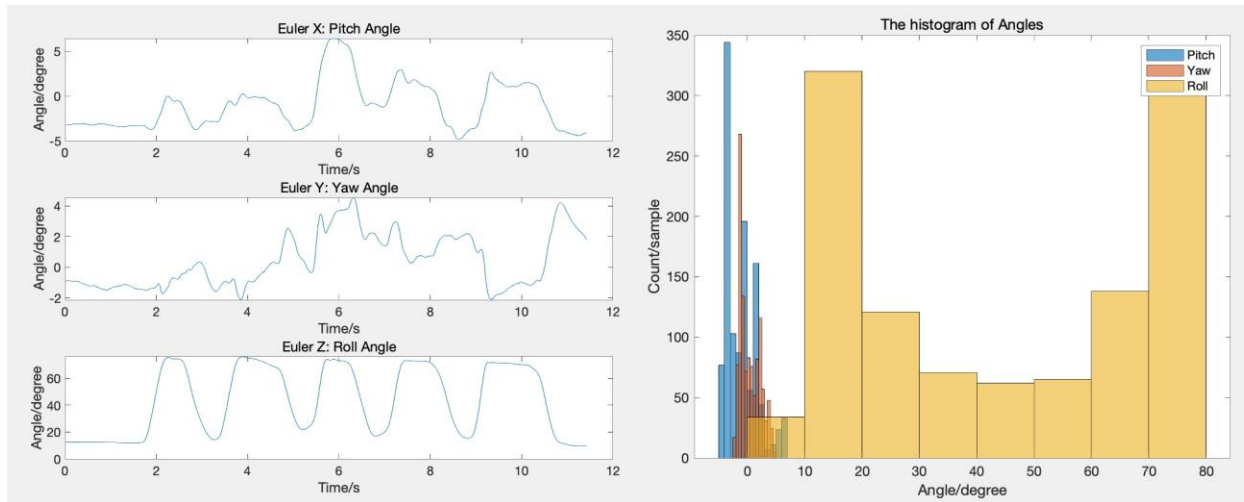 Euler X: Pitch Angle
Angle/degree
5
0
-5
0 2 4 6 8 10 12
Time/s
Euler Y: Yaw Angle
Angle/degree
4
2
0
-2
0 2 4 6 8 10 12
Time/s
Euler Z: Roll Angle
Angle/degree
60
40
20
0
0 2 4 6 8 10 12
Time/s
The histogram of Angles
Count/sample
350
300
250
200
150
100
50
0
Pitch
Yaw
Roll
0 10 20 30 40 50 60 70 80
Angle/degree